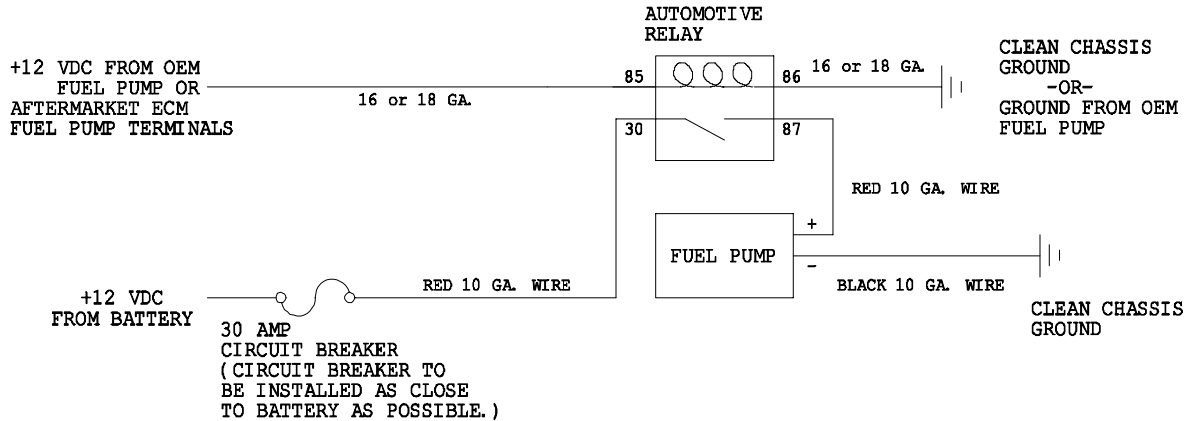 AUTOMOTIVE
RELAY
+12 VDC FROM OEM
FUEL PUMP OR
AFTERMARKET ECM
FUEL PUMP TERMINALS
16 or 18 GA.
85
86
16 or 18 GA.
CLEAN CHASSIS
GROUND
-OR-
GROUND FROM OEM
FUEL PUMP
30
87
RED 10 GA. WIRE
FUEL PUMP
+
-
BLACK 10 GA. WIRE
CLEAN CHASSIS
GROUND
+12 VDC
FROM BATTERY
RED 10 GA. WIRE
30 AMP
CIRCUIT BREAKER
(CIRCUIT BREAKER TO
BE INSTALLED AS CLOSE
TO BATTERY AS POSSIBLE.)